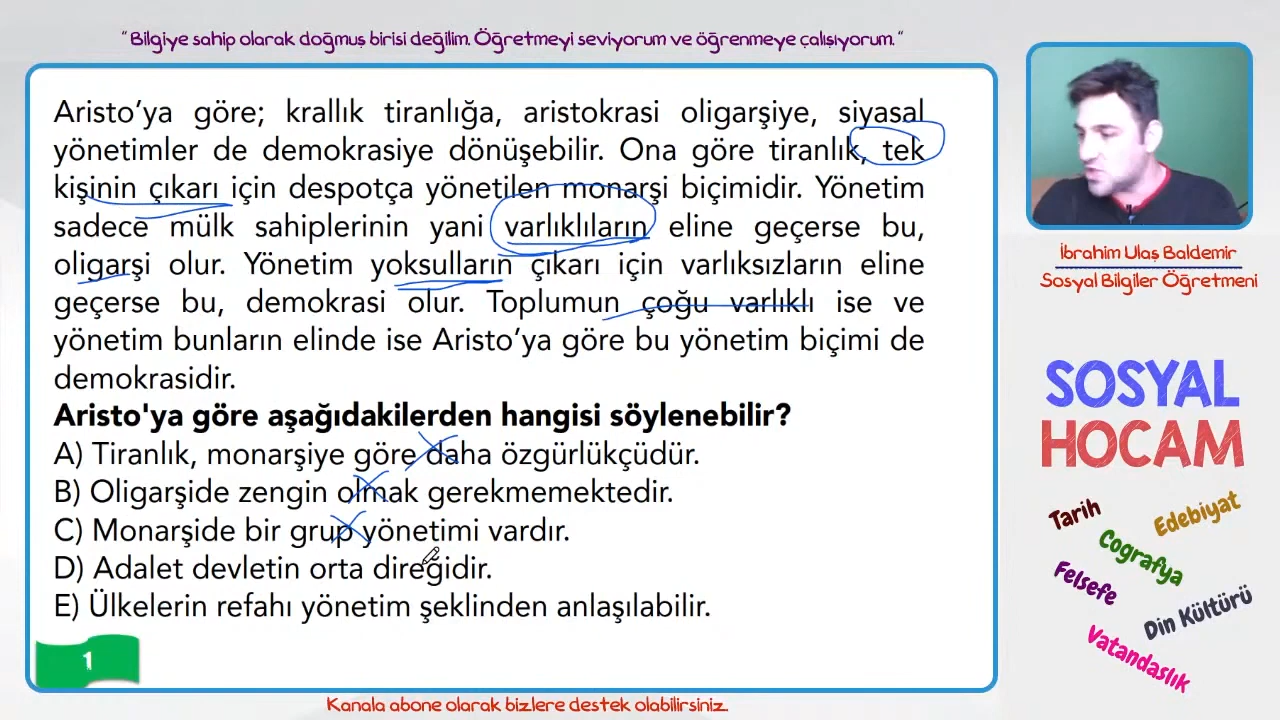 “Bilgiye sahip olarak doğmuş birisi değilim. Öğretmeyi seviyorum ve öğrenmeye çalışıyorum.“
Aristo’ya göre; krallık tiranlığa, aristokrasi oligarşiye, siyasal
yönetimler de demokrasiye dönüşebilir. Ona göre tiranlık, tek
kişinin çıkarı için despotça yönetilen monarşi biçimidir. Yönetim
sadece mülk sahiplerinin yani varlıklıların eline geçerse bu,
oligarşi olur. Yönetim yoksulların çıkarı için varlıksızların eline
geçerse bu, demokrasi olur. Toplumun çoğu varlıklı ise ve
yönetim bunların elinde ise Aristo’ya göre bu yönetim biçimi de
demokrasidir.
Aristo'ya göre aşağıdakilerden hangisi söylenebilir?
A) Tiranlık, monarşiye göre daha özgürlükçüdür.
B) Oligarşide zengin olmak gerekmemektedir.
C) Monarşide bir grup yönetimi vardır.
D) Adalet devletin orta direğidir.
E) Ülkelerin refahı yönetim şeklinden anlaşılabilir.
1
Kanala abone olarak bizlere destek olabilirsiniz.
İbrahim Ulaş Baldemir
Sosyal Bilgiler Öğretmeni
SOSYAL
HOCAM
Tarih
Edebiyat
Coğrafya
Felsefe
Din Kültürü
Vatandaslık